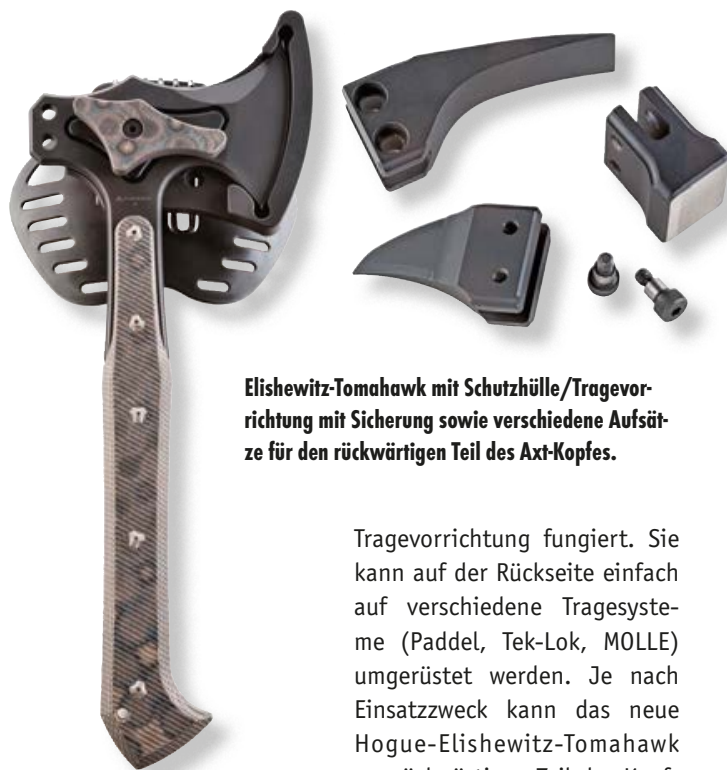 Elishewitz-Tomahawk mit Schutzhülle/Tragevor-
richtung mit Sicherung sowie verschiedene Aufsät-
ze für den rückwärtigen Teil des Axt-Kopfes.
Tragevorrichtung fungiert. Sie
kann auf der Rückseite einfach
auf verschiedene Tragesyste-
me (Paddel, Tek-Lok, MOLLE)
umgerüstet werden. Je nach
Einsatzzweck kann das neue
Hogue-Elishewitz-Tomahawk